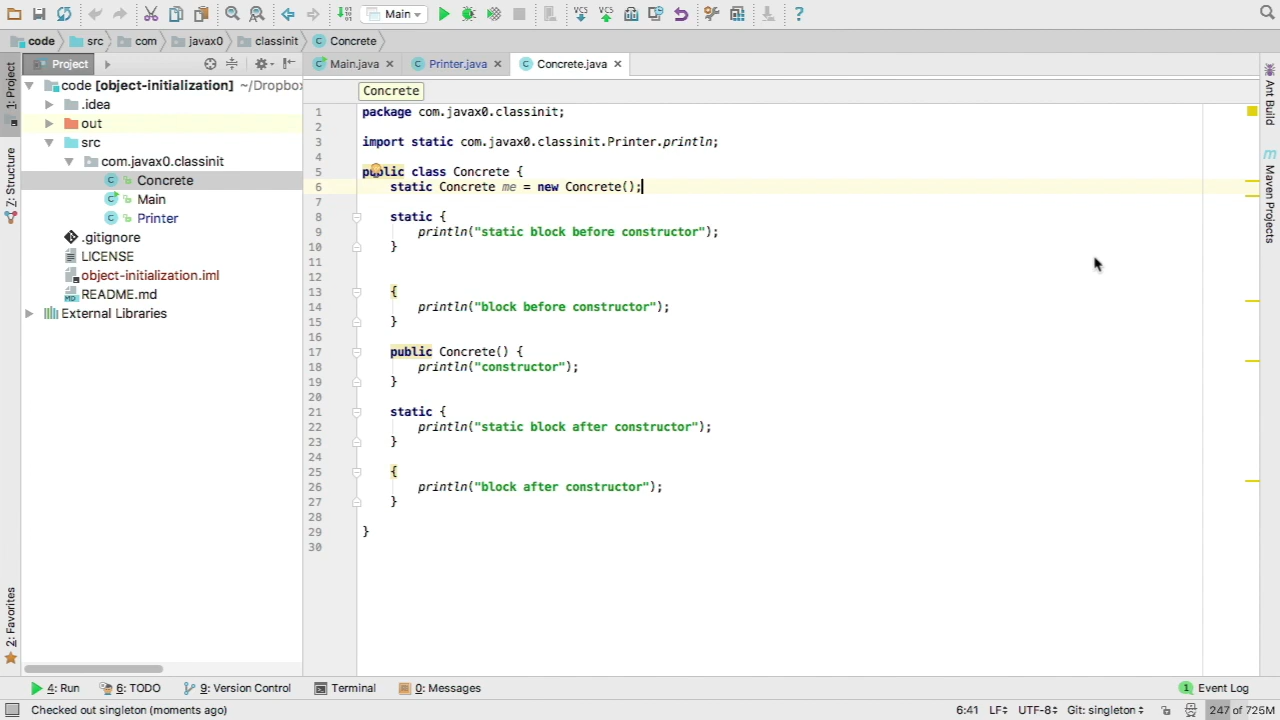 Main
code src com javax0 classinit Concrete
Project
Main.java Printer.java Concrete.java
1: Project
Z: Structure
2: Favorites
code [object-initialization] ~/Dropbox
.idea
out
src
com.javax0.classinit
Concrete
Main
Printer
.gitignore
LICENSE
object-initialization.iml
README.md
External Libraries
Concrete
1 package com.javax0.classinit;
2
3 import static com.javax0.classinit.Printer.println;
4
5 public class Concrete {
6 static Concrete me = new Concrete();
7
8 static {
9 println("static block before constructor");
10 }
11
12
13 {
14 println("block before constructor");
15 }
16
17 public Concrete() {
18 println("constructor");
19 }
20
21 static {
22 println("static block after constructor");
23 }
24
25 {
26 println("block after constructor");
27 }
28
29 }
30
Ant Build
m Maven Projects
4: Run 6: TODO 9: Version Control Terminal 0: Messages 1 Event Log
Checked out singleton (moments ago) 6:41 LF UTF-8 Git: singleton 247 of 725M